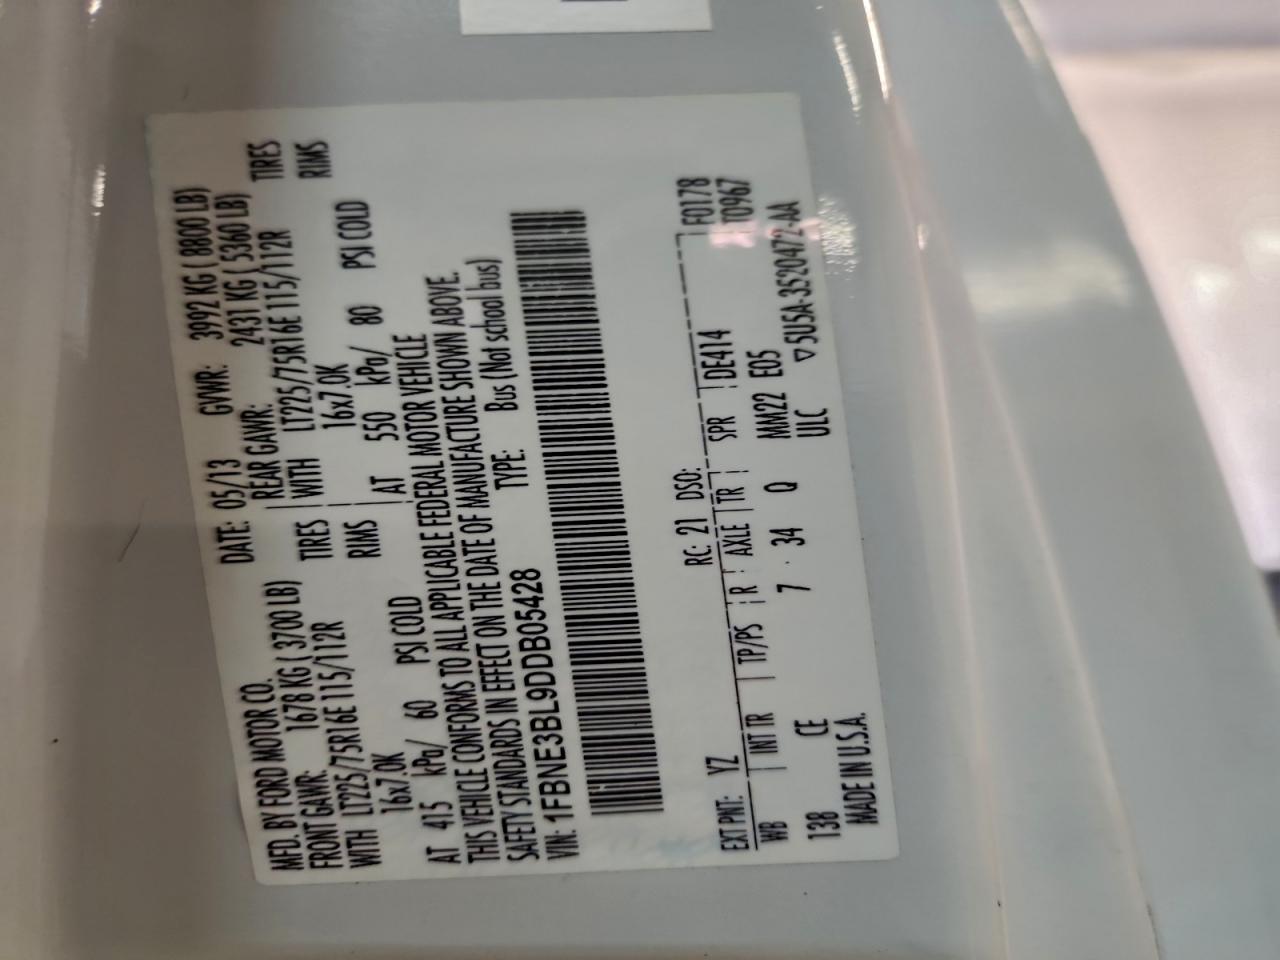 MFD. BY FORD MOTOR CO. DATE: 05/13 GVWR: 3992 KG ( 8800 LB)
FRONT GAWR: 1678 KG ( 3700 LB) REAR GAWR: 2431 KG ( 5360 LB)
WITH LT225/75R16E 115/112R TIRES WITH LT225/75R16E 115/112R TIRES
16x7.0K RIMS 16x7.0K RIMS
AT 415 kPa/ 60 PSI COLD AT 550 kPa/ 80 PSI COLD
THIS VEHICLE CONFORMS TO ALL APPLICABLE FEDERAL MOTOR VEHICLE
SAFETY STANDARDS IN EFFECT ON THE DATE OF MANUFACTURE SHOWN ABOVE.
VIN: 1FBNE3BL9DDB05428 TYPE: Bus (Not school bus)
F0178
T0967
EXT PNT: YZ RC: 21 DSO:
WB INT TR TP/PS R AXLE TR SPR DE414
138 CE 7 · 34 Q MM22 E05
MADE IN U.S.A. ULC ▽5U5A-3520472-AA